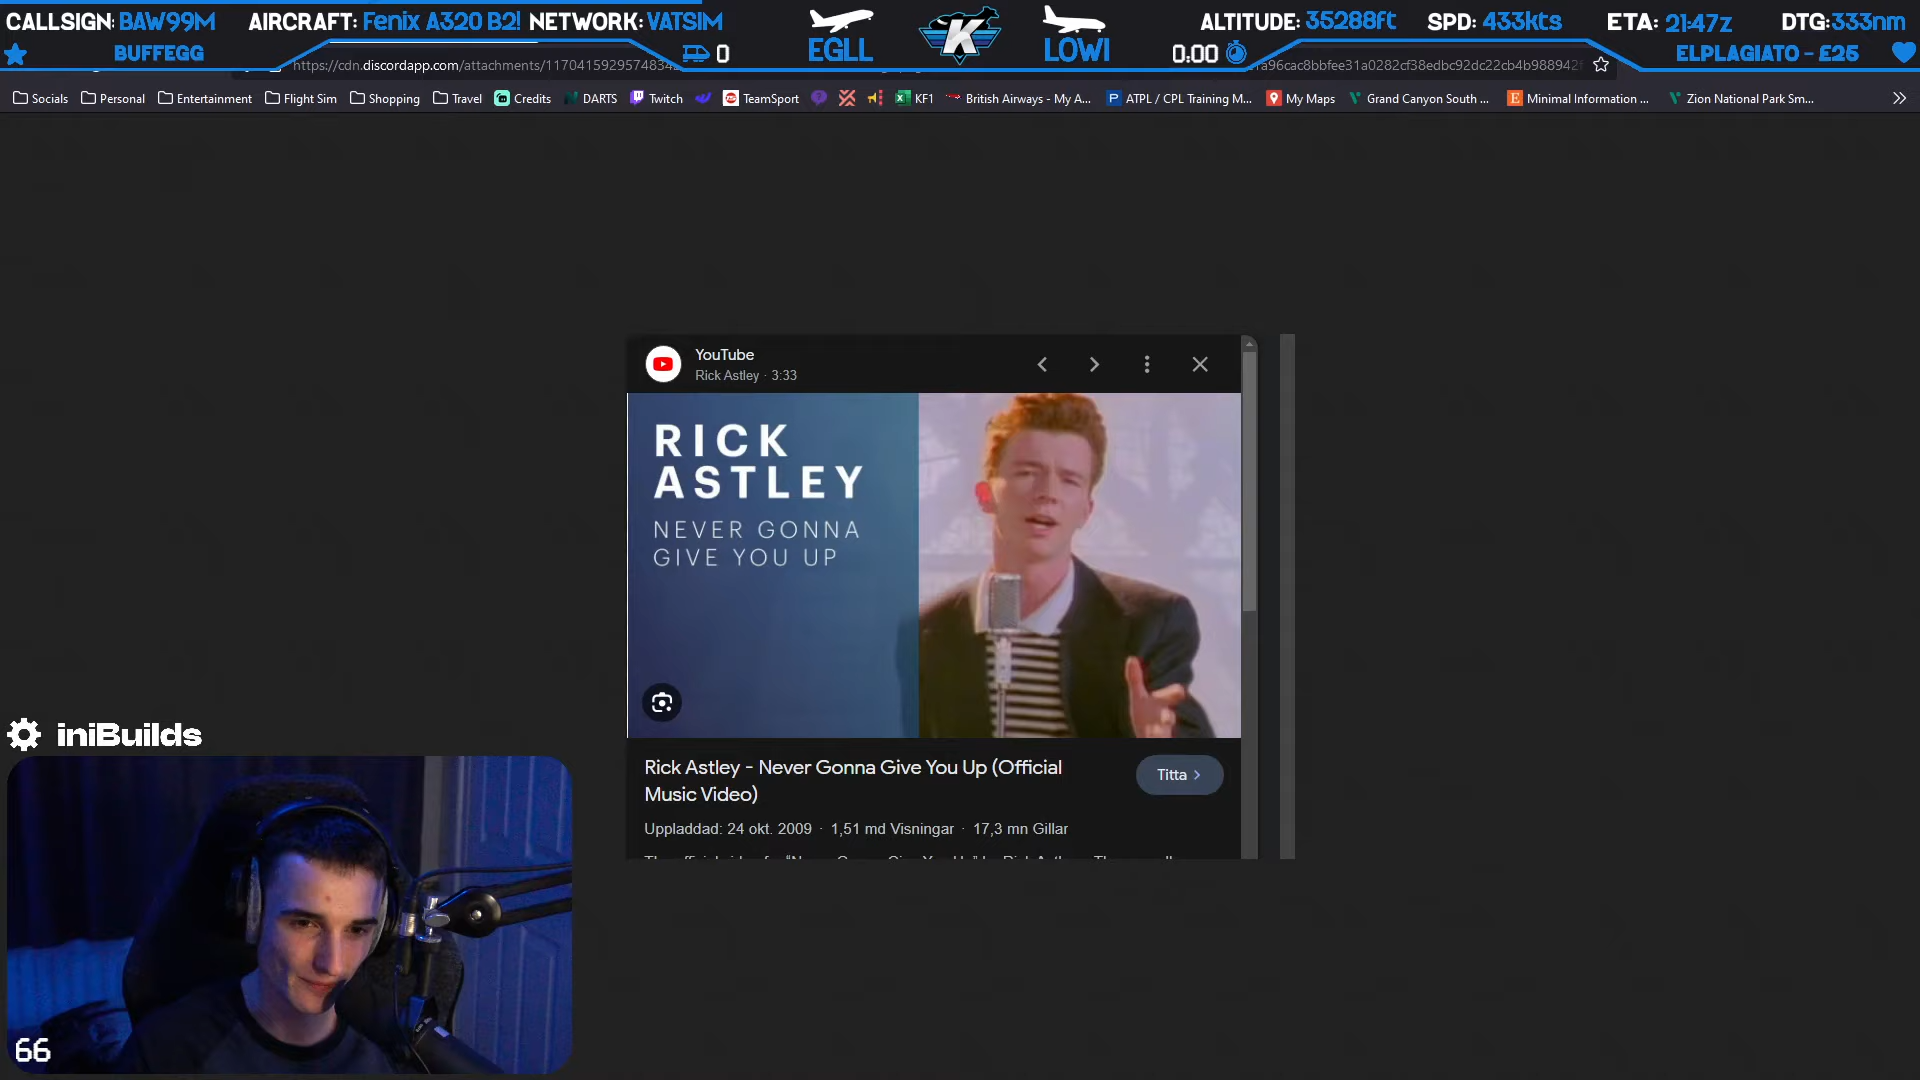 CALLSIGN: BAW99M AIRCRAFT: Fenix A320 B2! NETWORK: VATSIM ALTITUDE: 35288ft SPD: 433kts ETA: 21:47z DTG:333nm
BUFFEGG 0 EGLL K LOWI 0:00 ELPLAGIATO - £25
https://cdn.discordapp.com/attachments/117041592957483
a96cac8bbfee31a0282cf38edbc92dc22cb4b988942
Socials Personal Entertainment Flight Sim Shopping Travel Credits DARTS Twitch TeamSport KF1 British Airways - My A... ATPL / CPL Training M... My Maps Grand Canyon South ... Minimal Information ... Zion National Park Sm...
YouTube
Rick Astley · 3:33
RICK
ASTLEY
NEVER GONNA
GIVE YOU UP
Rick Astley - Never Gonna Give You Up (Official
Music Video)
Titta
Uppladdad: 24 okt. 2009 · 1,51 md Visningar · 17,3 mn Gillar
iniBuilds
66